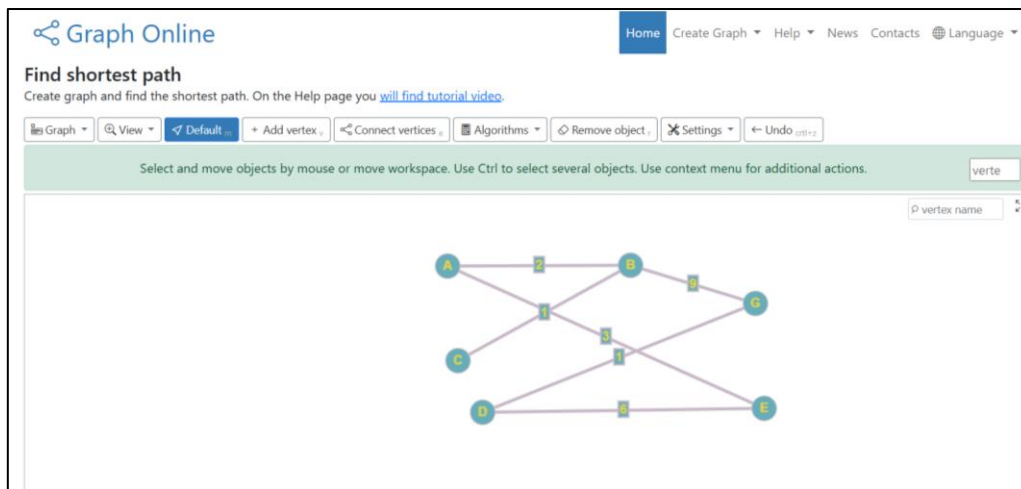 Graph Online
Home Create Graph Help News Contacts Language
Find shortest path
Create graph and find the shortest path. On the Help page you will find tutorial video.
Graph View Default m + Add vertex v Connect vertices e Algorithms Remove object r Settings ← Undo ctrl+z
Select and move objects by mouse or move workspace. Use Ctrl to select several objects. Use context menu for additional actions.
verte
vertex name
A 2 B
9
G
1
3
1
C
D 6 E